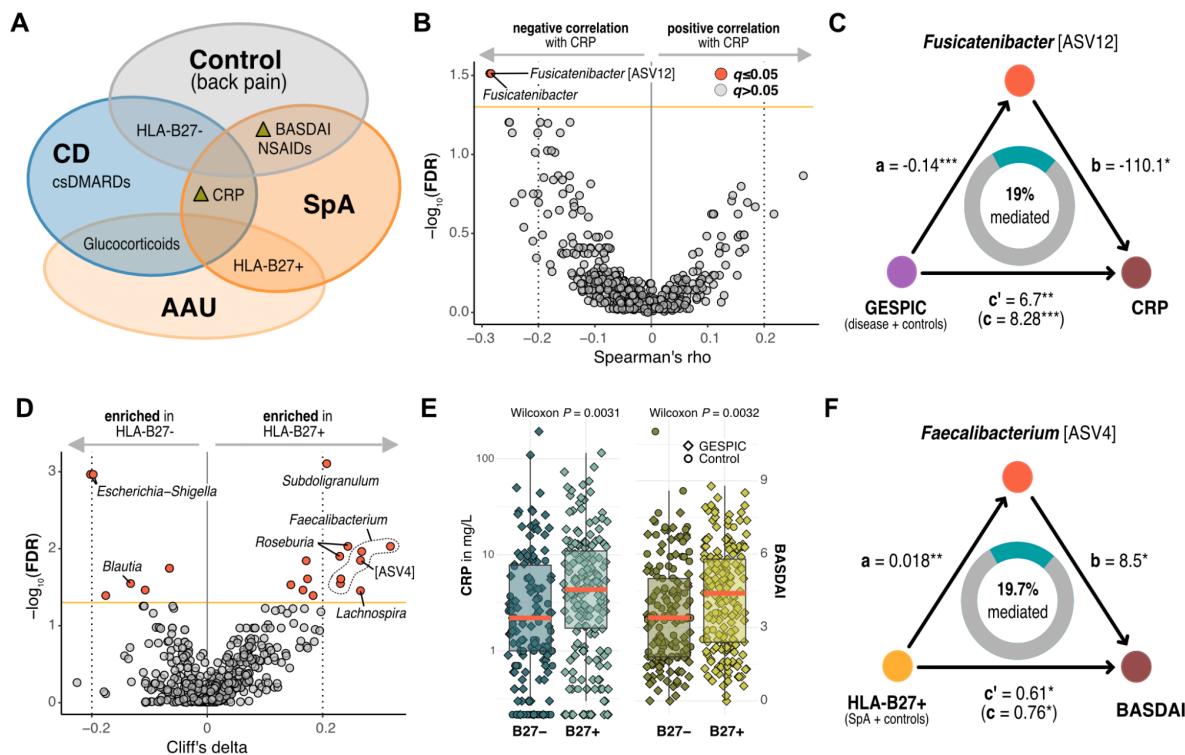 A
Control
(back pain)
HLA-B27-
BASDAI
NSAIDs
CD
csDMARDs
CRP
SpA
Glucocorticoids
HLA-B27+
AAU
B
negative correlation
with CRP
positive correlation
with CRP
Fusicatenibacter [ASV12]
Fusicatenibacter
q≤0.05
q>0.05
1.5
1.0
0.5
0.0
−log10(FDR)
−0.3
−0.2
−0.1
0
0.1
0.2
Spearman's rho
C
Fusicatenibacter [ASV12]
a = -0.14***
b = -110.1*
19%
mediated
GESPIC
(disease + controls)
CRP
c' = 6.7**
(c = 8.28***)
D
enriched in
HLA-B27-
enriched in
HLA-B27+
Escherichia−Shigella
Subdoligranulum
Faecalibacterium
Roseburia
[ASV4]
Blautia
Lachnospira
3
2
1
0
−log10(FDR)
−0.2
0
0.2
Cliff's delta
E
Wilcoxon P = 0.0031
Wilcoxon P = 0.0032
GESPIC
Control
100
10
1
CRP in mg/L
9
6
3
0
BASDAI
B27−
B27+
B27−
B27+
F
Faecalibacterium [ASV4]
a = 0.018**
b = 8.5*
19.7%
mediated
HLA-B27+
(SpA + controls)
BASDAI
c' = 0.61*
(c = 0.76*)